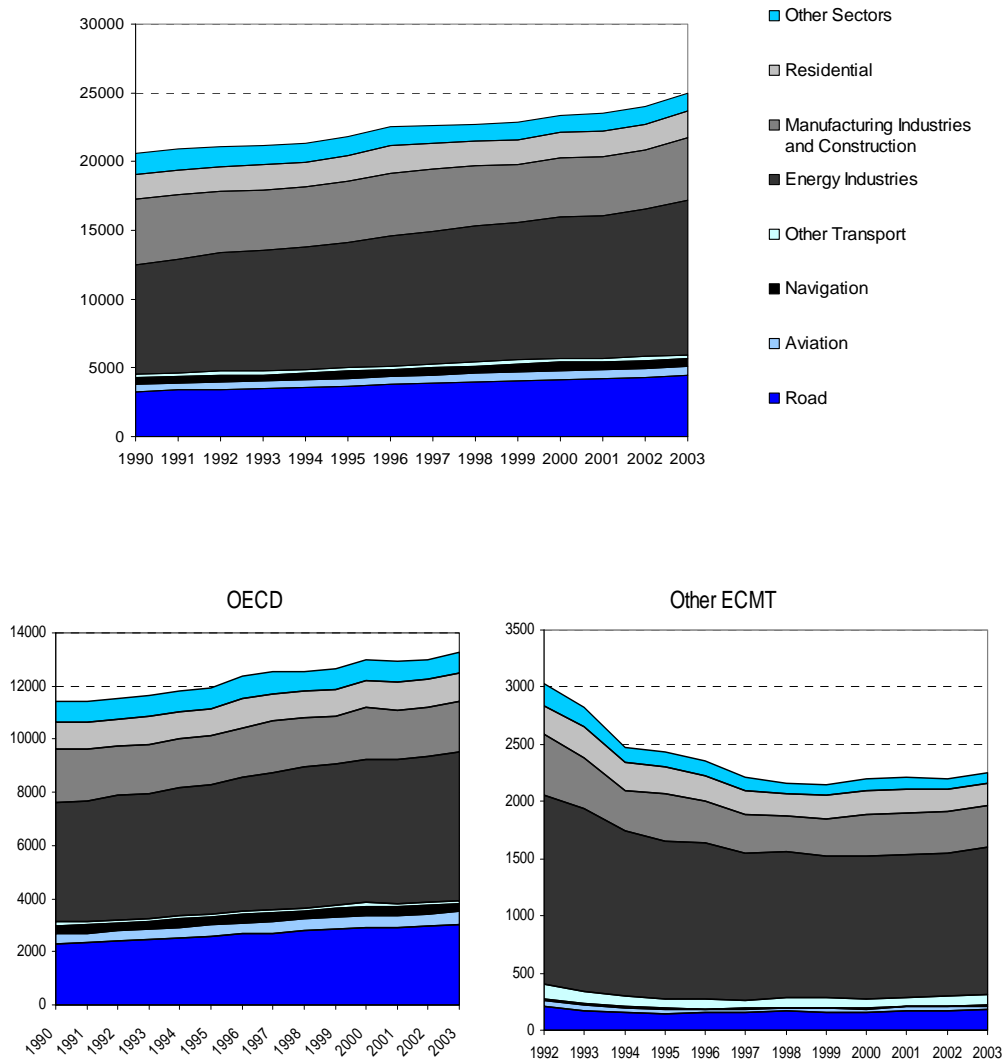 30000
25000
20000
15000
10000
5000
0
1990 1991 1992 1993 1994 1995 1996 1997 1998 1999 2000 2001 2002 2003
Other Sectors
Residential
Manufacturing Industries
and Construction
Energy Industries
Other Transport
Navigation
Aviation
Road
OECD
14000
12000
10000
8000
6000
4000
2000
0
1990 1991 1992 1993 1994 1995 1996 1997 1998 1999 2000 2001 2002 2003
Other ECMT
3500
3000
2500
2000
1500
1000
500
0
1992 1993 1994 1995 1996 1997 1998 1999 2000 2001 2002 2003